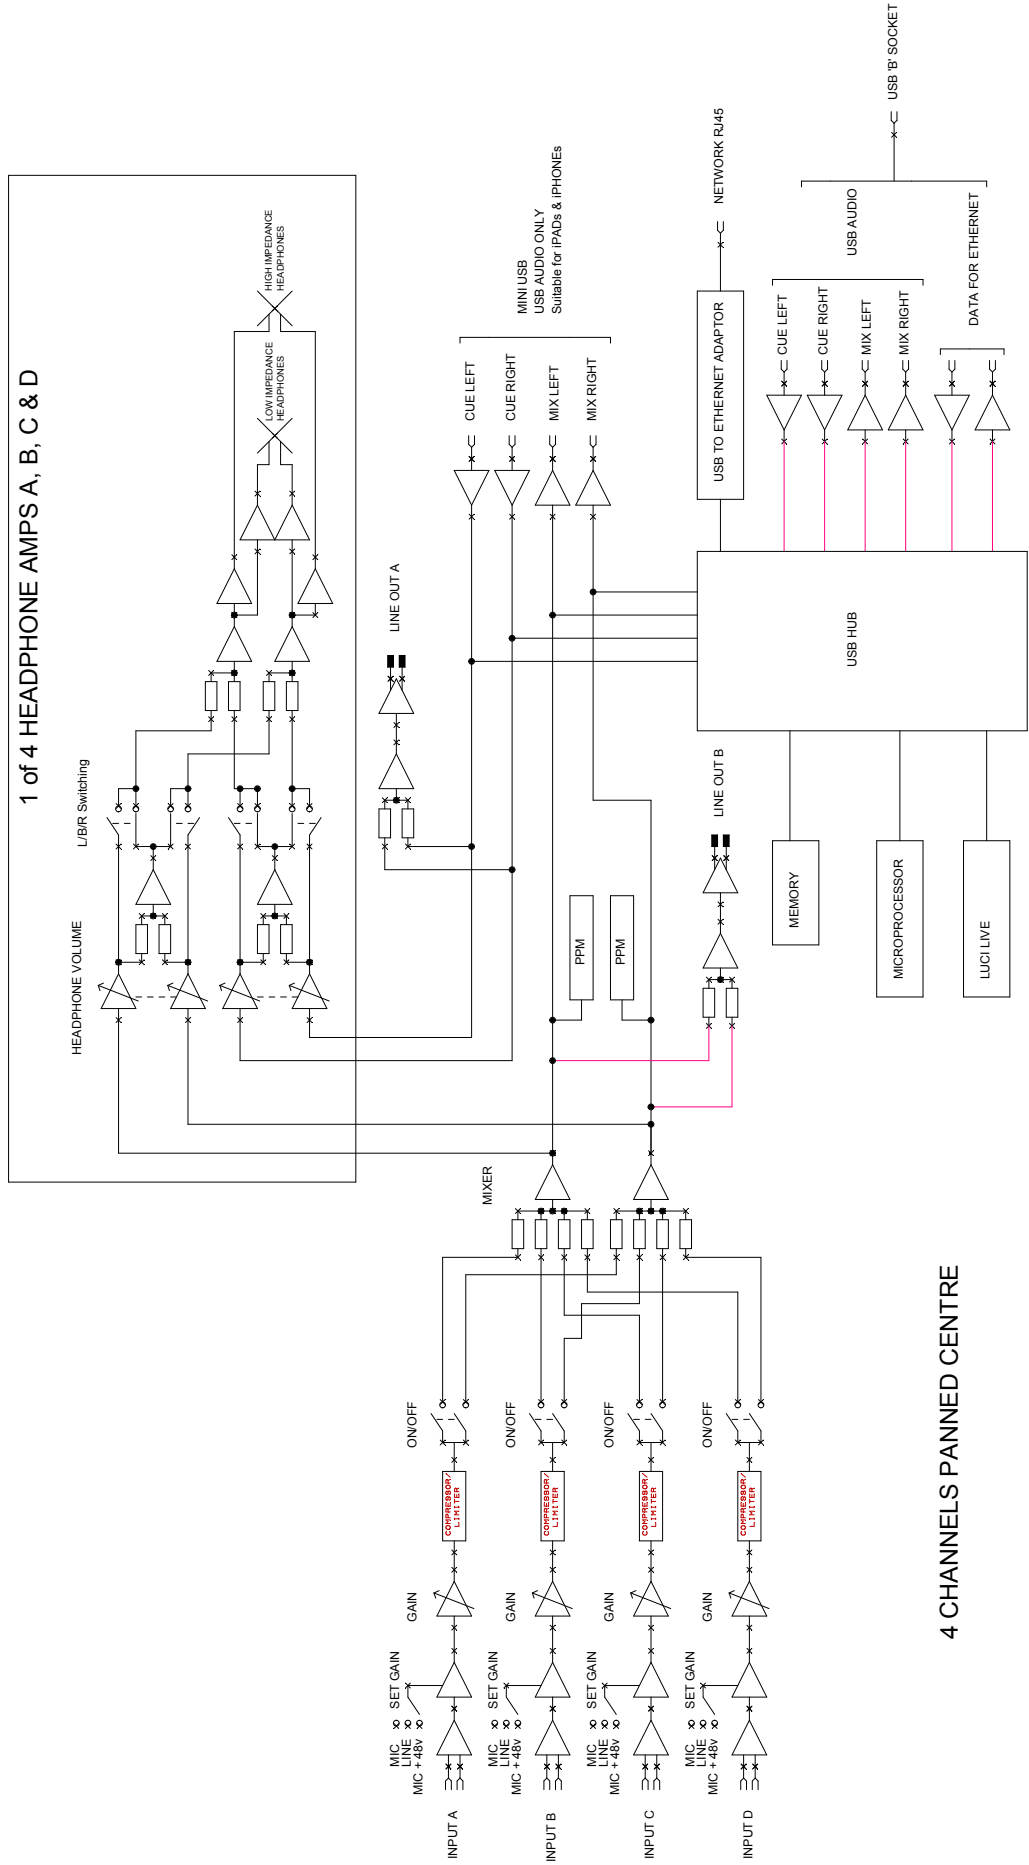 1 of 4 HEADPHONE AMPS A, B, C & D
HEADPHONE VOLUME
L/B/R Switching
LOW IMPEDANCE
HEADPHONES
HIGH IMPEDANCE
HEADPHONES
LINE OUT A
CUE LEFT
CUE RIGHT
MIX LEFT
MIX RIGHT
MINI USB
USB AUDIO ONLY
Suitable for iPADs & iPHONEs
INPUT A
MIC
LINE
MIC + 48v
SET GAIN
GAIN
COMPRESSOR/
LIMITER
ON/OFF
INPUT B
MIC
LINE
MIC + 48v
SET GAIN
GAIN
COMPRESSOR/
LIMITER
ON/OFF
INPUT C
MIC
LINE
MIC + 48v
SET GAIN
GAIN
COMPRESSOR/
LIMITER
ON/OFF
INPUT D
MIC
LINE
MIC + 48v
SET GAIN
GAIN
COMPRESSOR/
LIMITER
ON/OFF
MIXER
PPM
PPM
LINE OUT B
USB HUB
MEMORY
MICROPROCESSOR
LUCI LIVE
USB TO ETHERNET ADAPTOR
NETWORK RJ45
CUE LEFT
CUE RIGHT
MIX LEFT
MIX RIGHT
USB AUDIO
DATA FOR ETHERNET
USB 'B' SOCKET
4 CHANNELS PANNED CENTRE